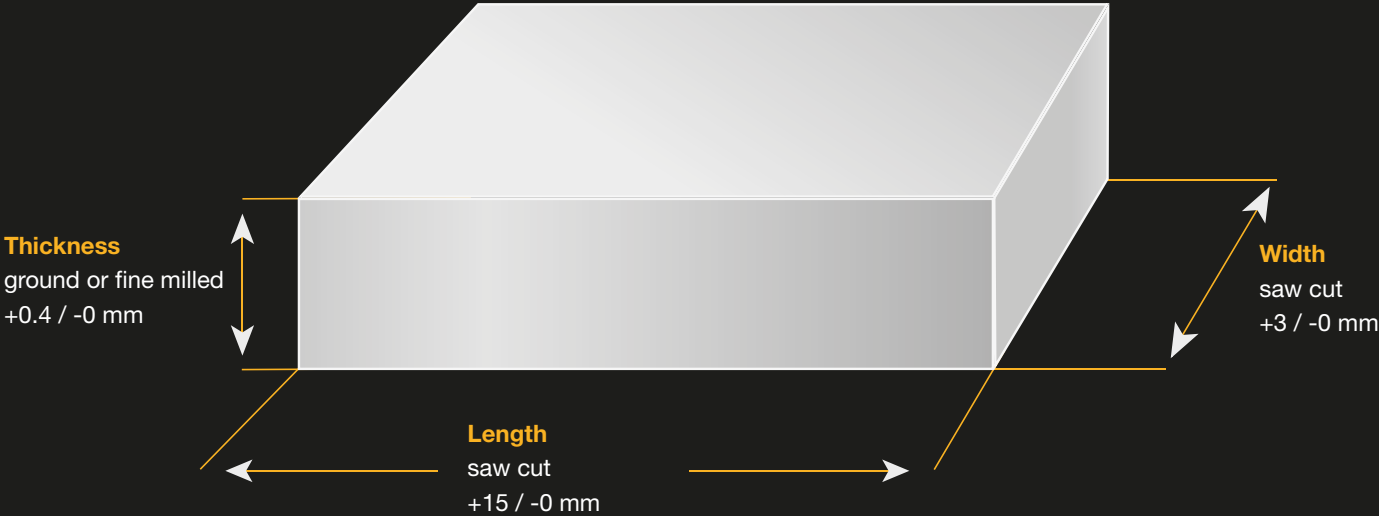 Thickness
ground or fine milled
+0.4 / -0 mm
Width
saw cut
+3 / -0 mm
Length
saw cut
+15 / -0 mm